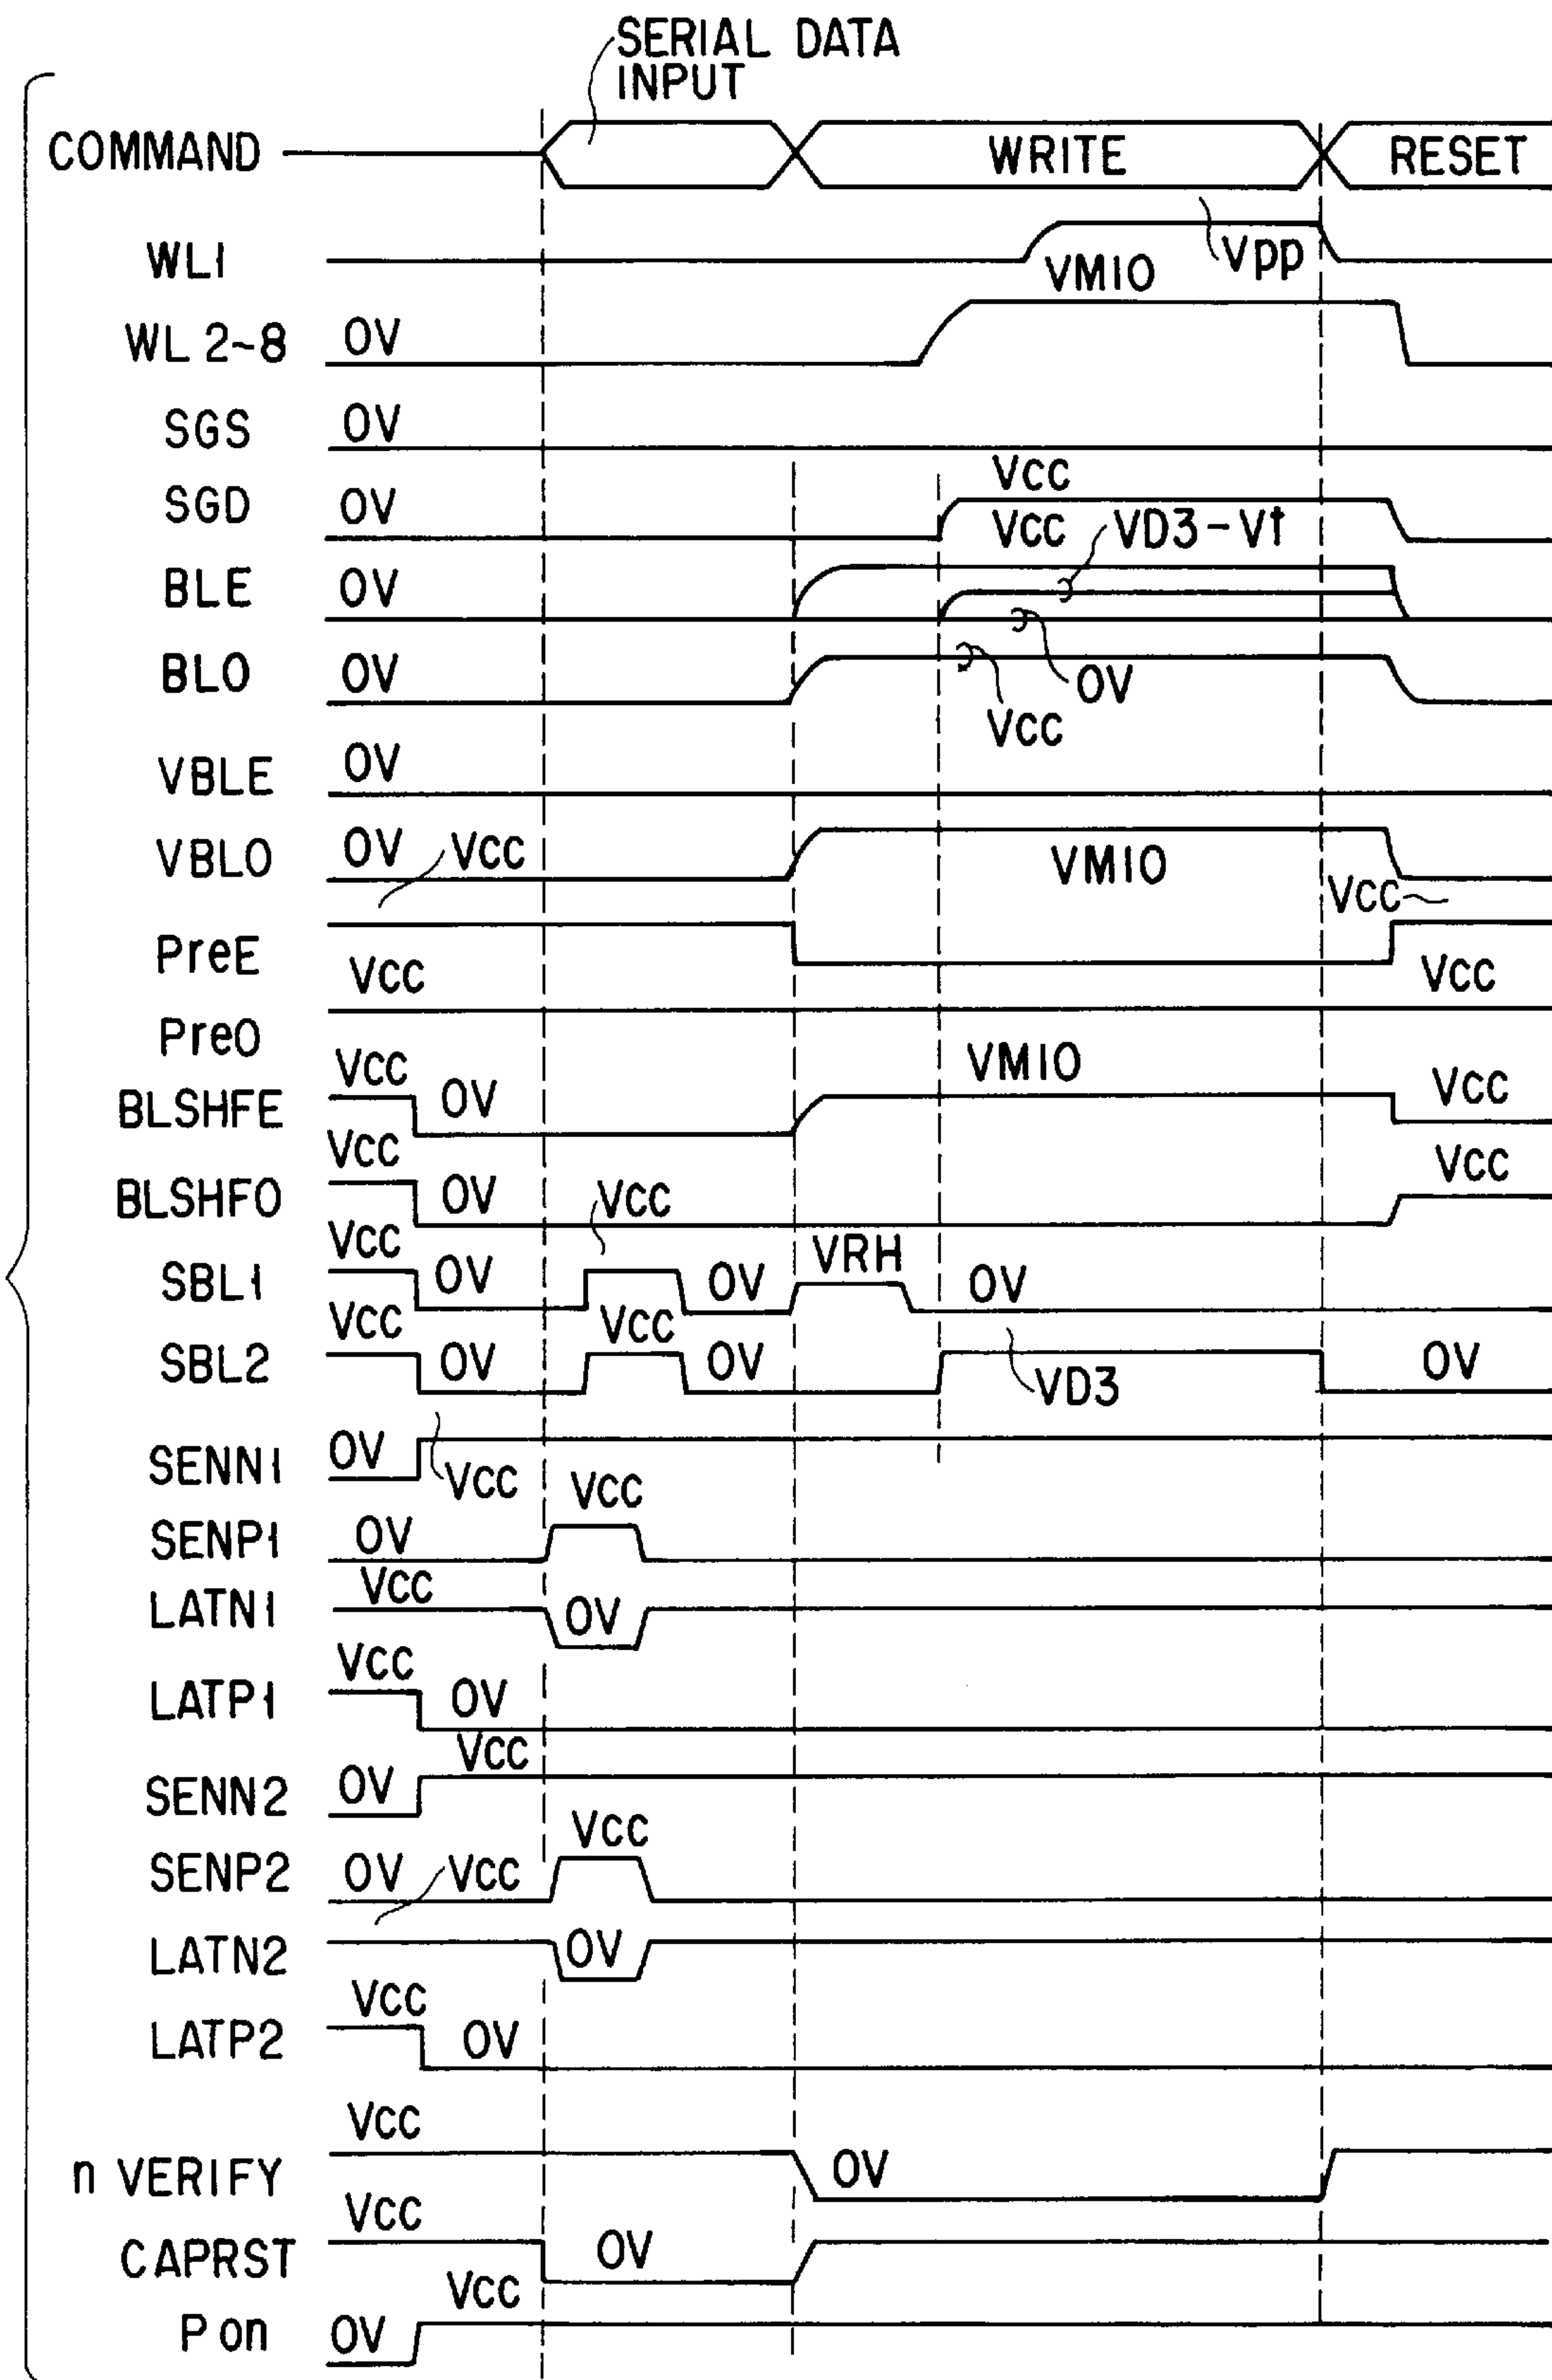 SERIAL DATA
INPUT
COMMAND WRITE RESET
WL1 Vpp
VM10
WL 2~8 0V
SGS 0V
VCC
SGD 0V
VCC VD3-Vt
BLE 0V
BLO 0V 0V
VCC
VBLE 0V
VBLO 0V VCC VM10
VCC~
PreE
VCC VCC
PreO
VCC VM10
BLSHFE 0V VCC
VCC
BLSHFO 0V VCC VCC
VCC VRH
SBL1 0V 0V 0V
VCC VCC
SBL2 0V 0V VD3 0V
SENN1 0V VCC
VCC
SENP1 0V
VCC
LATN1 0V
VCC
LATP1 0V
VCC
SENN2 0V
VCC
SENP2 0V VCC
LATN2 0V
VCC
LATP2 0V
VCC
n VERIFY 0V
VCC
CAPRST 0V
VCC
Pon 0V